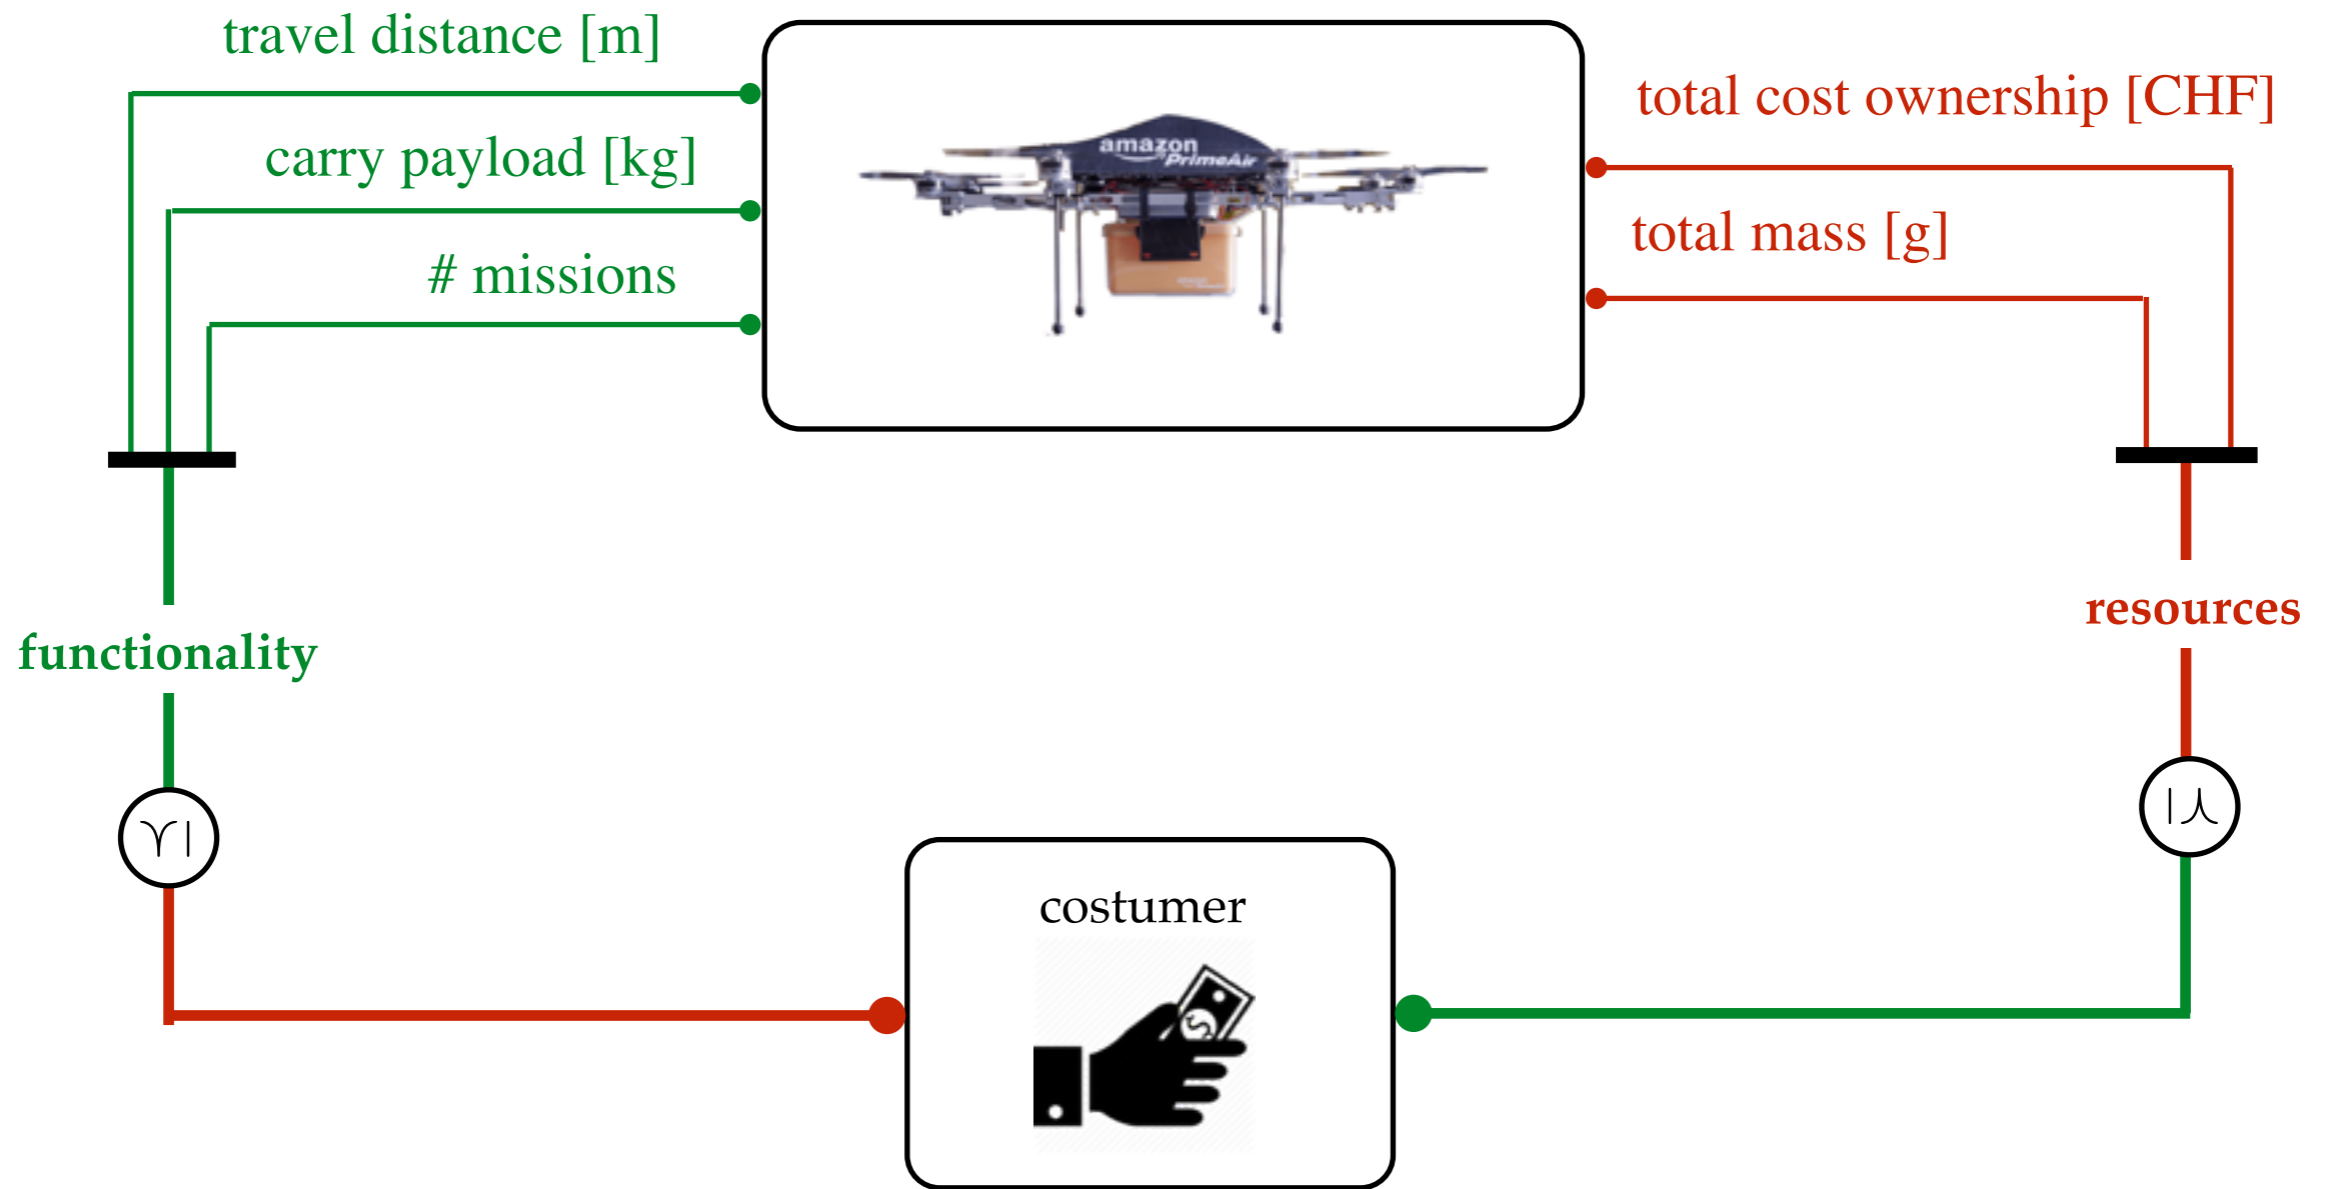 travel distance [m]
total cost ownership [CHF]
carry payload [kg]
amazon
PrimeAir
total mass [g]
# missions
functionality
resources
costumer
$